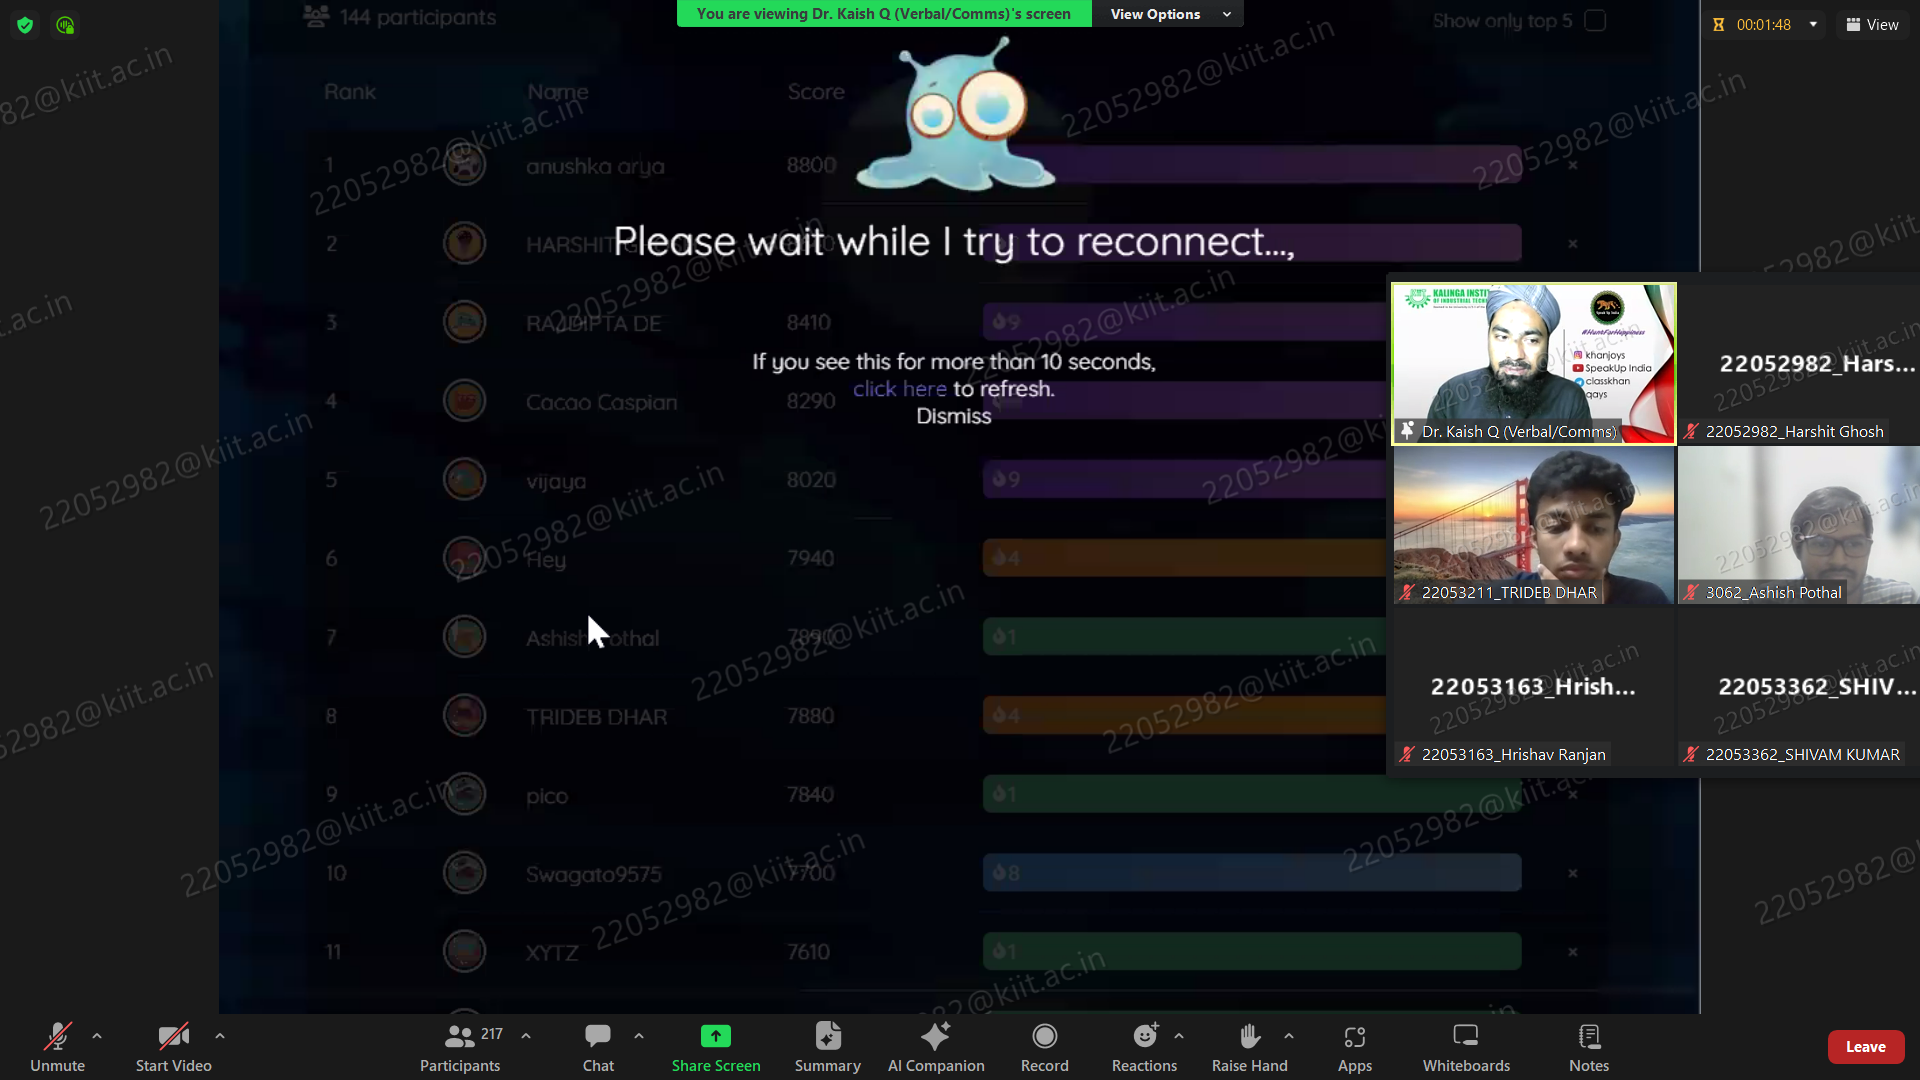 You are viewing Dr. Kaish Q (Verbal/Comms)'s screen
View Options
00:01:48
View
144 participants
Show only top 5
Rank Name Score
1 anushka arya 8800
2 HARSHIT
3 RAJDIPTA DE 8410 9
4 Cacao Caspian 8290
5 vijaya 8020 9
6 Hey 7940 4
7 Ashish Pothal 7890 1
8 TRIDEB DHAR 7880 4
9 pico 7840 1
10 Swagato9575 7700 8
11 XYTZ 7610 1
Please wait while I try to reconnect...,
If you see this for more than 10 seconds,
click here to refresh.
Dismiss
KALINGA INSTI
OF INDUSTRIAL TECHN
Speak Up India
#HuntForHappiness
khanjoys
SpeakUp India
classkhan
qays
Dr. Kaish Q (Verbal/Comms)
22052982_Hars...
22052982_Harshit Ghosh
22053211_TRIDEB DHAR
3062_Ashish Pothal
22053163_Hrish...
22053163_Hrishav Ranjan
22053362_SHIV...
22053362_SHIVAM KUMAR
22052982@kiit.ac.in
Unmute
Start Video
Participants 217
Chat
Share Screen
Summary
AI Companion
Record
Reactions
Raise Hand
Apps
Whiteboards
Notes
Leave